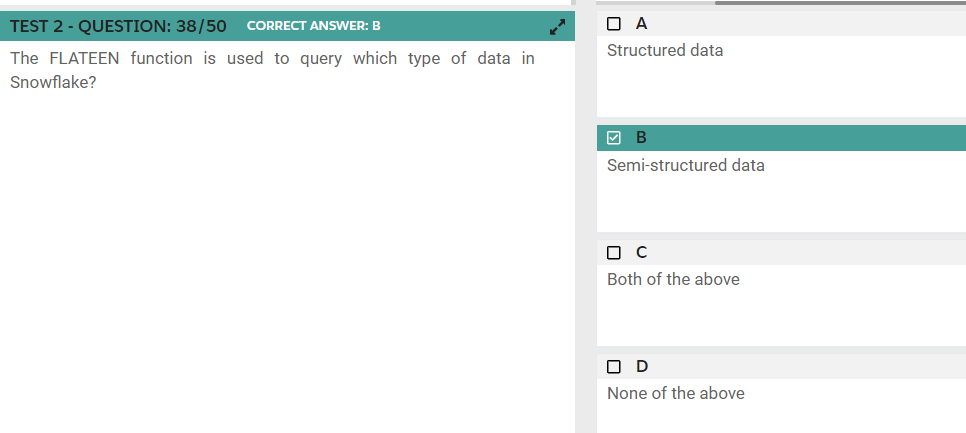 TEST 2 - QUESTION: 38/50 CORRECT ANSWER: B
The FLATEEN function is used to query which type of data in
Snowflake?
A
Structured data
B
Semi-structured data
C
Both of the above
D
None of the above